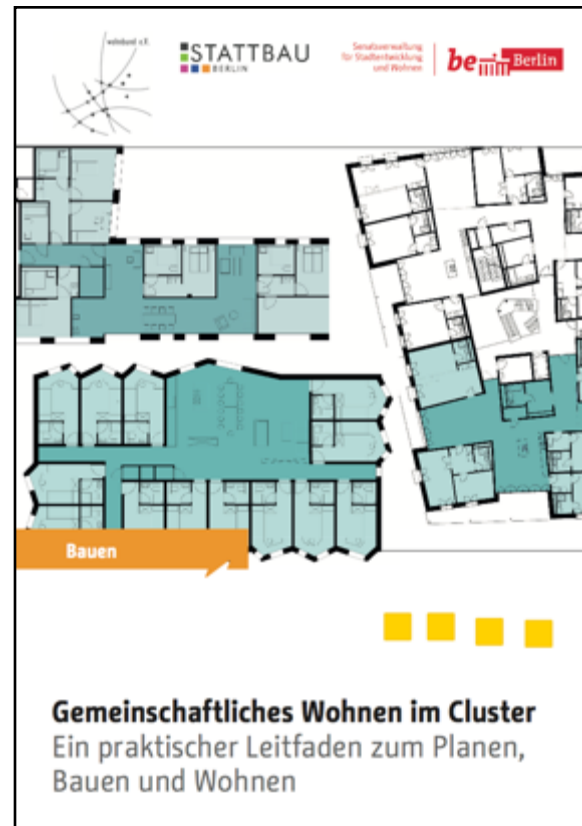 wohnbund e.V.
STATTBAU
BERLIN
Senatsverwaltung
für Stadtentwicklung
und Wohnen
be Berlin
Bauen
Gemeinschaftliches Wohnen im Cluster
Ein praktischer Leitfaden zum Planen,
Bauen und Wohnen